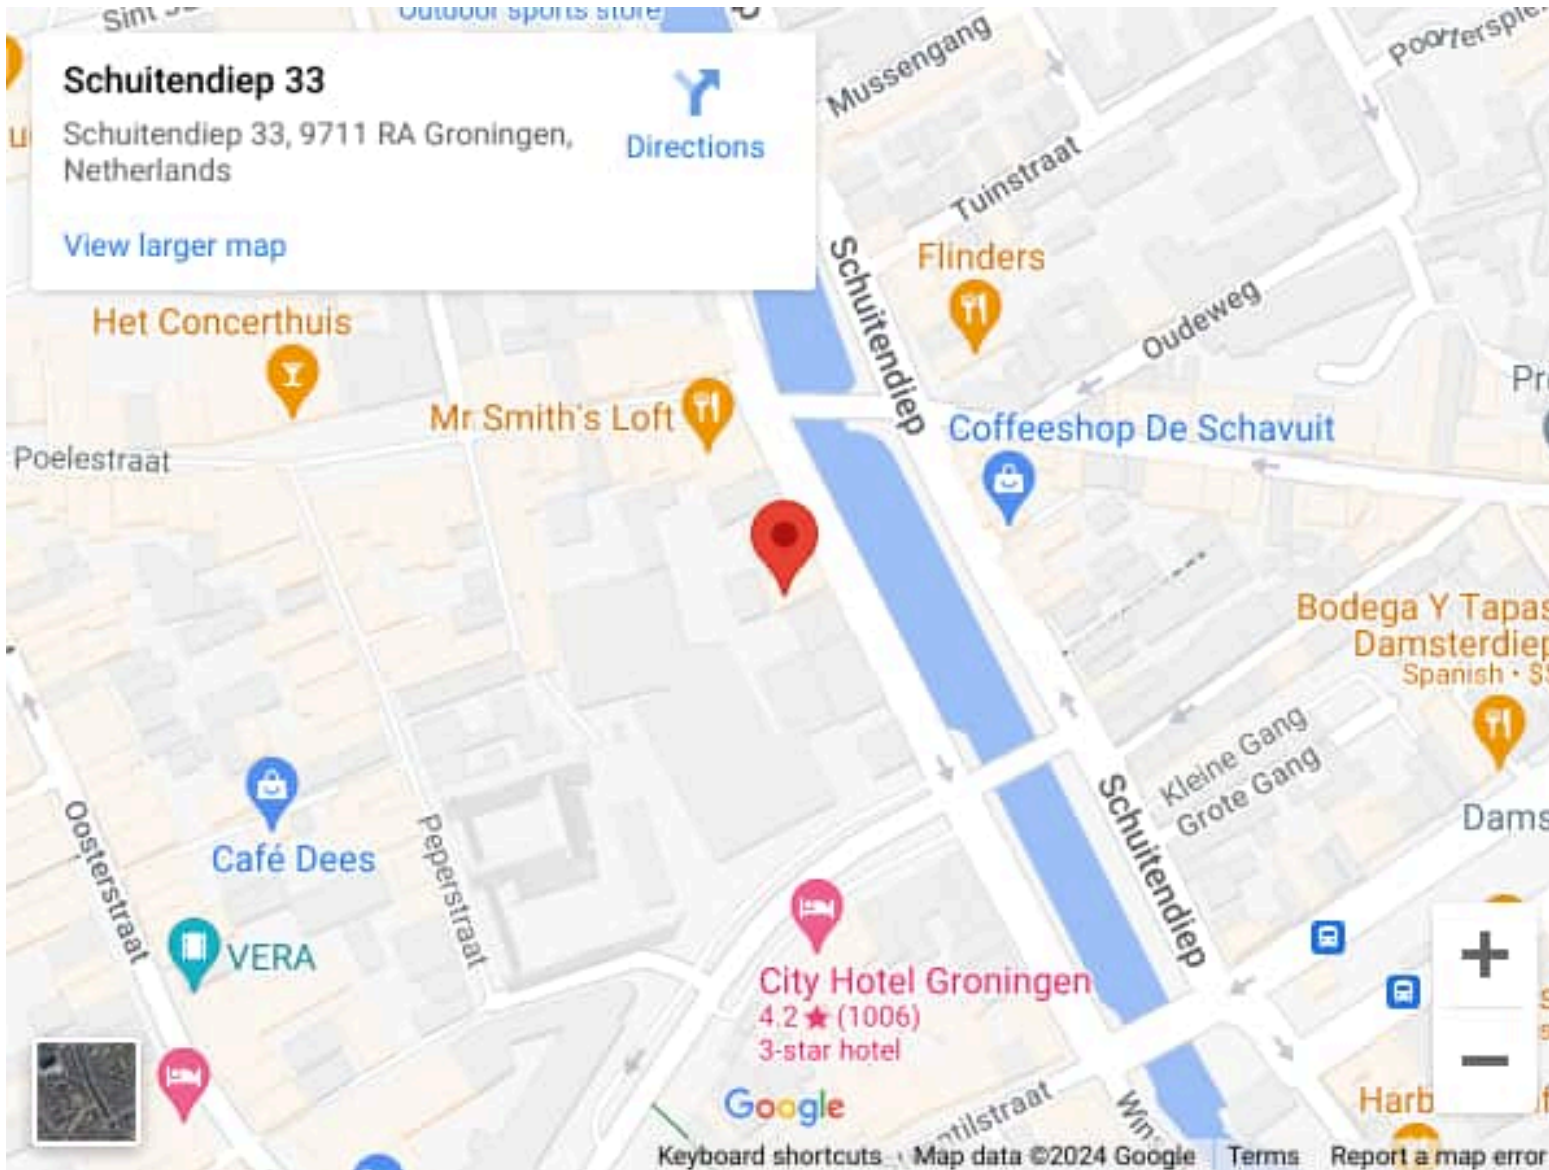 Outdoor sports store
Schuitendiep 33
Schuitendiep 33, 9711 RA Groningen,
Netherlands
Directions
View larger map
Mussengang
Tuinstraat
Flinders
Schuitendiep
Oudeweg
Het Concerthuis
Mr Smith's Loft
Coffeeshop De Schavuit
Poelestraat
Bodega Y Tapas
Damsterdiep
Spanish
Kleine Gang
Grote Gang
Schuitendiep
Oosterstraat
Café Dees
Peperstraat
VERA
City Hotel Groningen
4.2 ★ (1006)
3-star hotel
Google
Keyboard shortcuts
Map data ©2024 Google
Terms
Report a map error